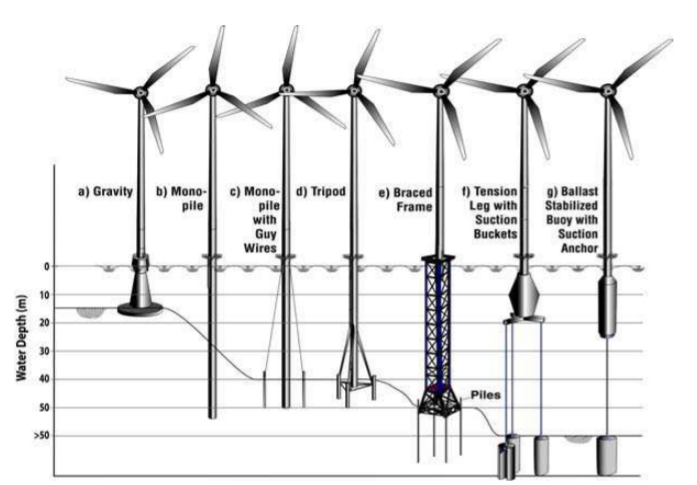 a) Gravity
b) Mono-
pile
c) Mono-
pile
with
Guy
Wires
d) Tripod
e) Braced
Frame
f) Tension
Leg with
Suction
Buckets
g) Ballast
Stabilized
Buoy with
Suction
Anchor
Water Depth (m)
0
10
20
30
40
50
>50
Piles